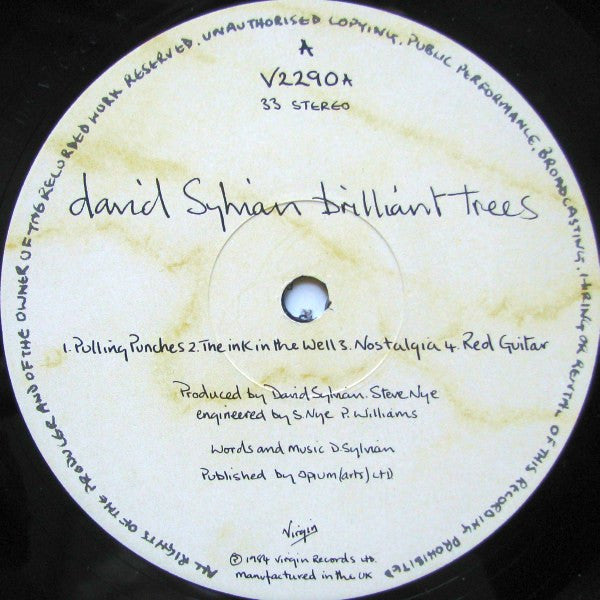 ALL RIGHTS OF THE PRODUCER AND OF THE OWNER OF THE RECORDED WORK RESERVED. UNAUTHORISED COPYING, PUBLIC PERFORMANCE, BROADCASTING, HIRING OR RENTAL OF THIS RECORDING PROHIBITED
A
V2290A
33 STEREO
david Sylvian brilliant trees
1. Pulling Punches 2. The ink in the Well 3. Nostalgia 4. Red Guitar
Produced by David Sylvian. Steve Nye
engineered by S. Nye P. Williams
Words and Music D. Sylvian
Published by Opium (arts) LTD
Virgin
℗ 1984 Virgin Records Ltd.
manufactured in the UK